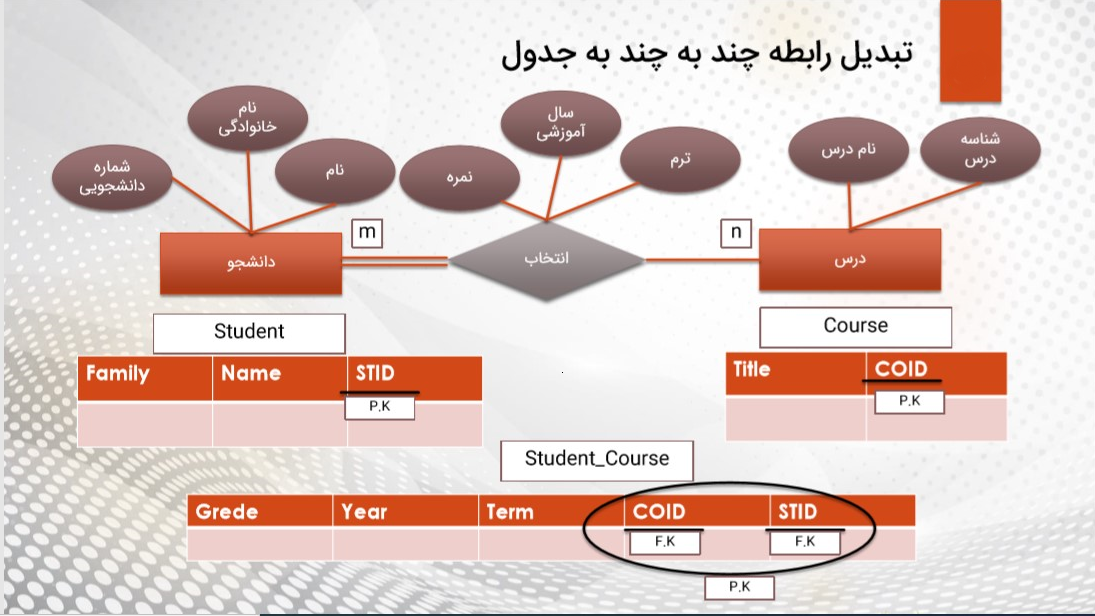 تبدیل رابطه چند به چند به جدول
شناسه
درس
نام درس
ترم
سال
آموزشی
نمره
نام
نام
خانوادگی
شماره
دانشجویی
درس
n
انتخاب
m
دانشجو
Student
Family Name STID
P.K
Course
Title COID
P.K
Student_Course
Grede Year Term COID STID
F.K F.K
P.K